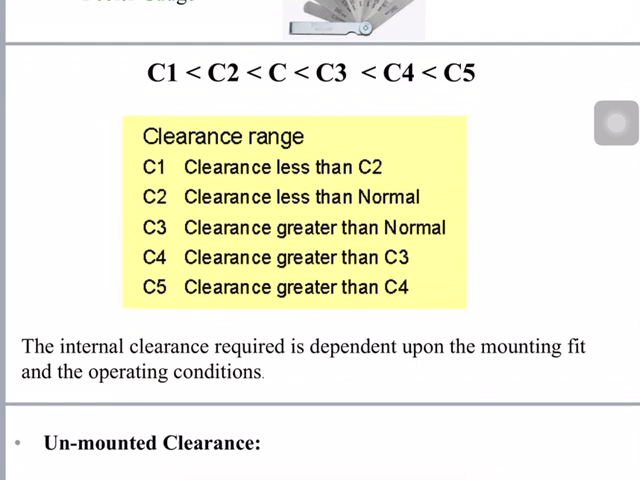 C1 < C2 < C < C3 < C4 < C5
Clearance range
C1 Clearance less than C2
C2 Clearance less than Normal
C3 Clearance greater than Normal
C4 Clearance greater than C3
C5 Clearance greater than C4
The internal clearance required is dependent upon the mounting fit
and the operating conditions.
• Un-mounted Clearance: